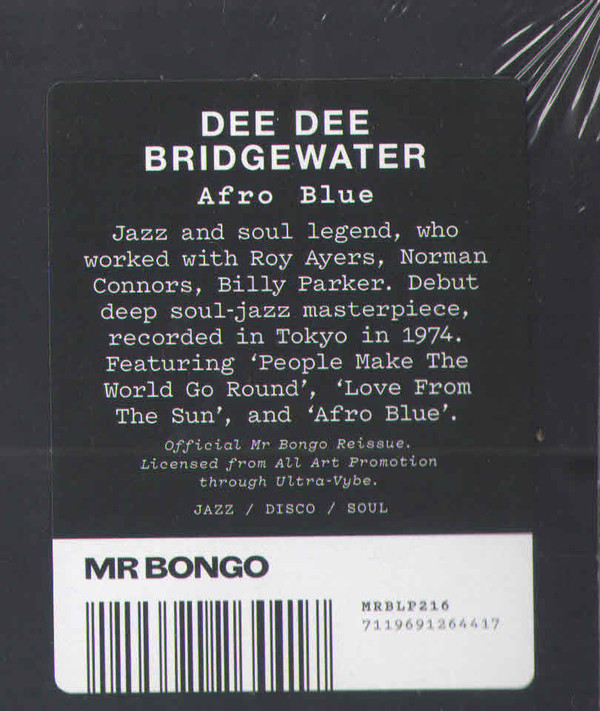 DEE DEE
BRIDGEWATER
Afro Blue
Jazz and soul legend, who
worked with Roy Ayers, Norman
Connors, Billy Parker. Debut
deep soul-jazz masterpiece,
recorded in Tokyo in 1974.
Featuring ‘People Make The
World Go Round’, ‘Love From
The Sun’, and ‘Afro Blue’.
Official Mr Bongo Reissue.
Licensed from All Art Promotion
through Ultra-Vybe.
JAZZ / DISCO / SOUL
MR BONGO
MRBLP216
7119691264417